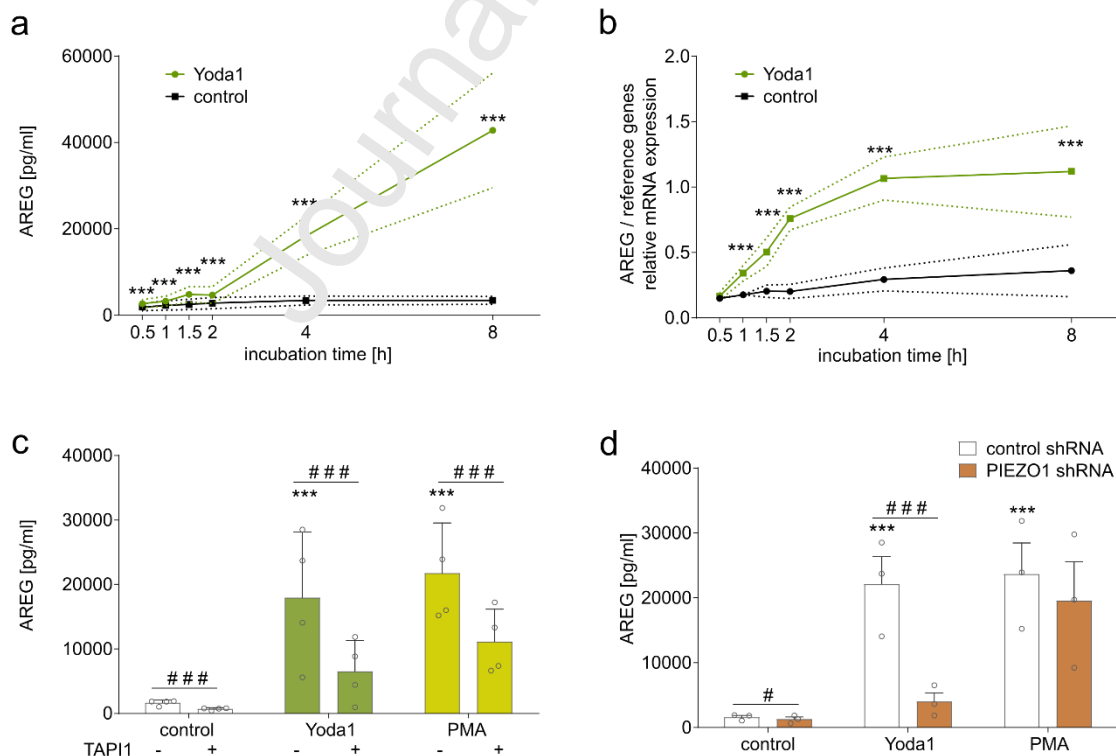 a
60000
40000
20000
0
AREG [pg/ml]
Yoda1
control
***
***
***
***
***
***
0.5 1 1.5 2 4 8
incubation time [h]
Journal
b
2.0
1.5
1.0
0.5
0.0
AREG / reference genes
relative mRNA expression
Yoda1
control
***
***
***
***
***
0.5 1 1.5 2 4 8
incubation time [h]
c
40000
30000
20000
10000
0
AREG [pg/ml]
# # #
# # #
# # #
***
***
control Yoda1 PMA
TAPI1 - + - + - +
d
control shRNA
PIEZO1 shRNA
40000
30000
20000
10000
0
AREG [pg/ml]
#
# # #
***
***
control Yoda1 PMA